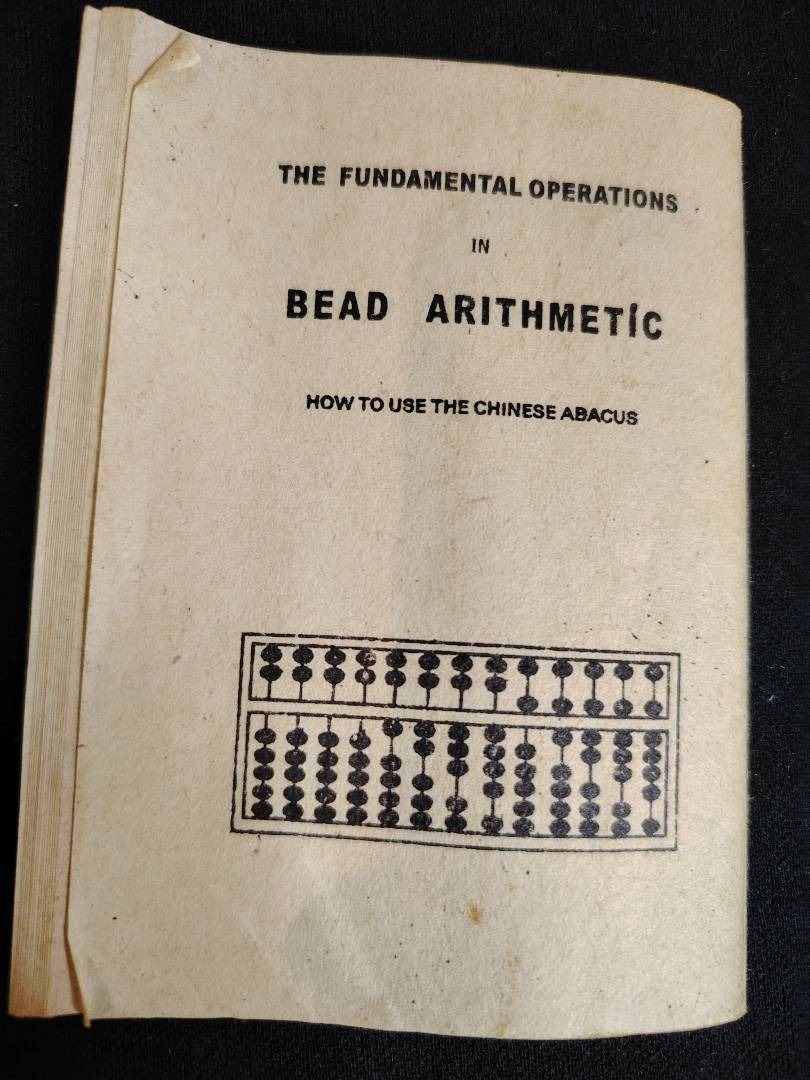 THE FUNDAMENTAL OPERATIONS
IN
BEAD ARITHMETIC
HOW TO USE THE CHINESE ABACUS